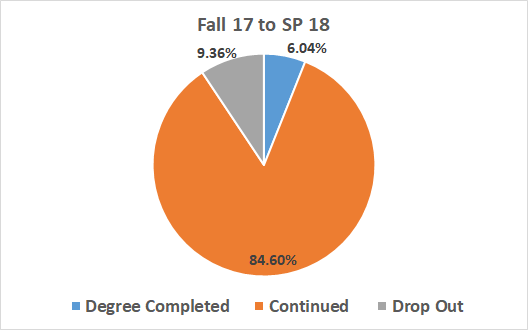 Fall 17 to SP 18
9.36%
6.04%
84.60%
Degree Completed
Continued
Drop Out